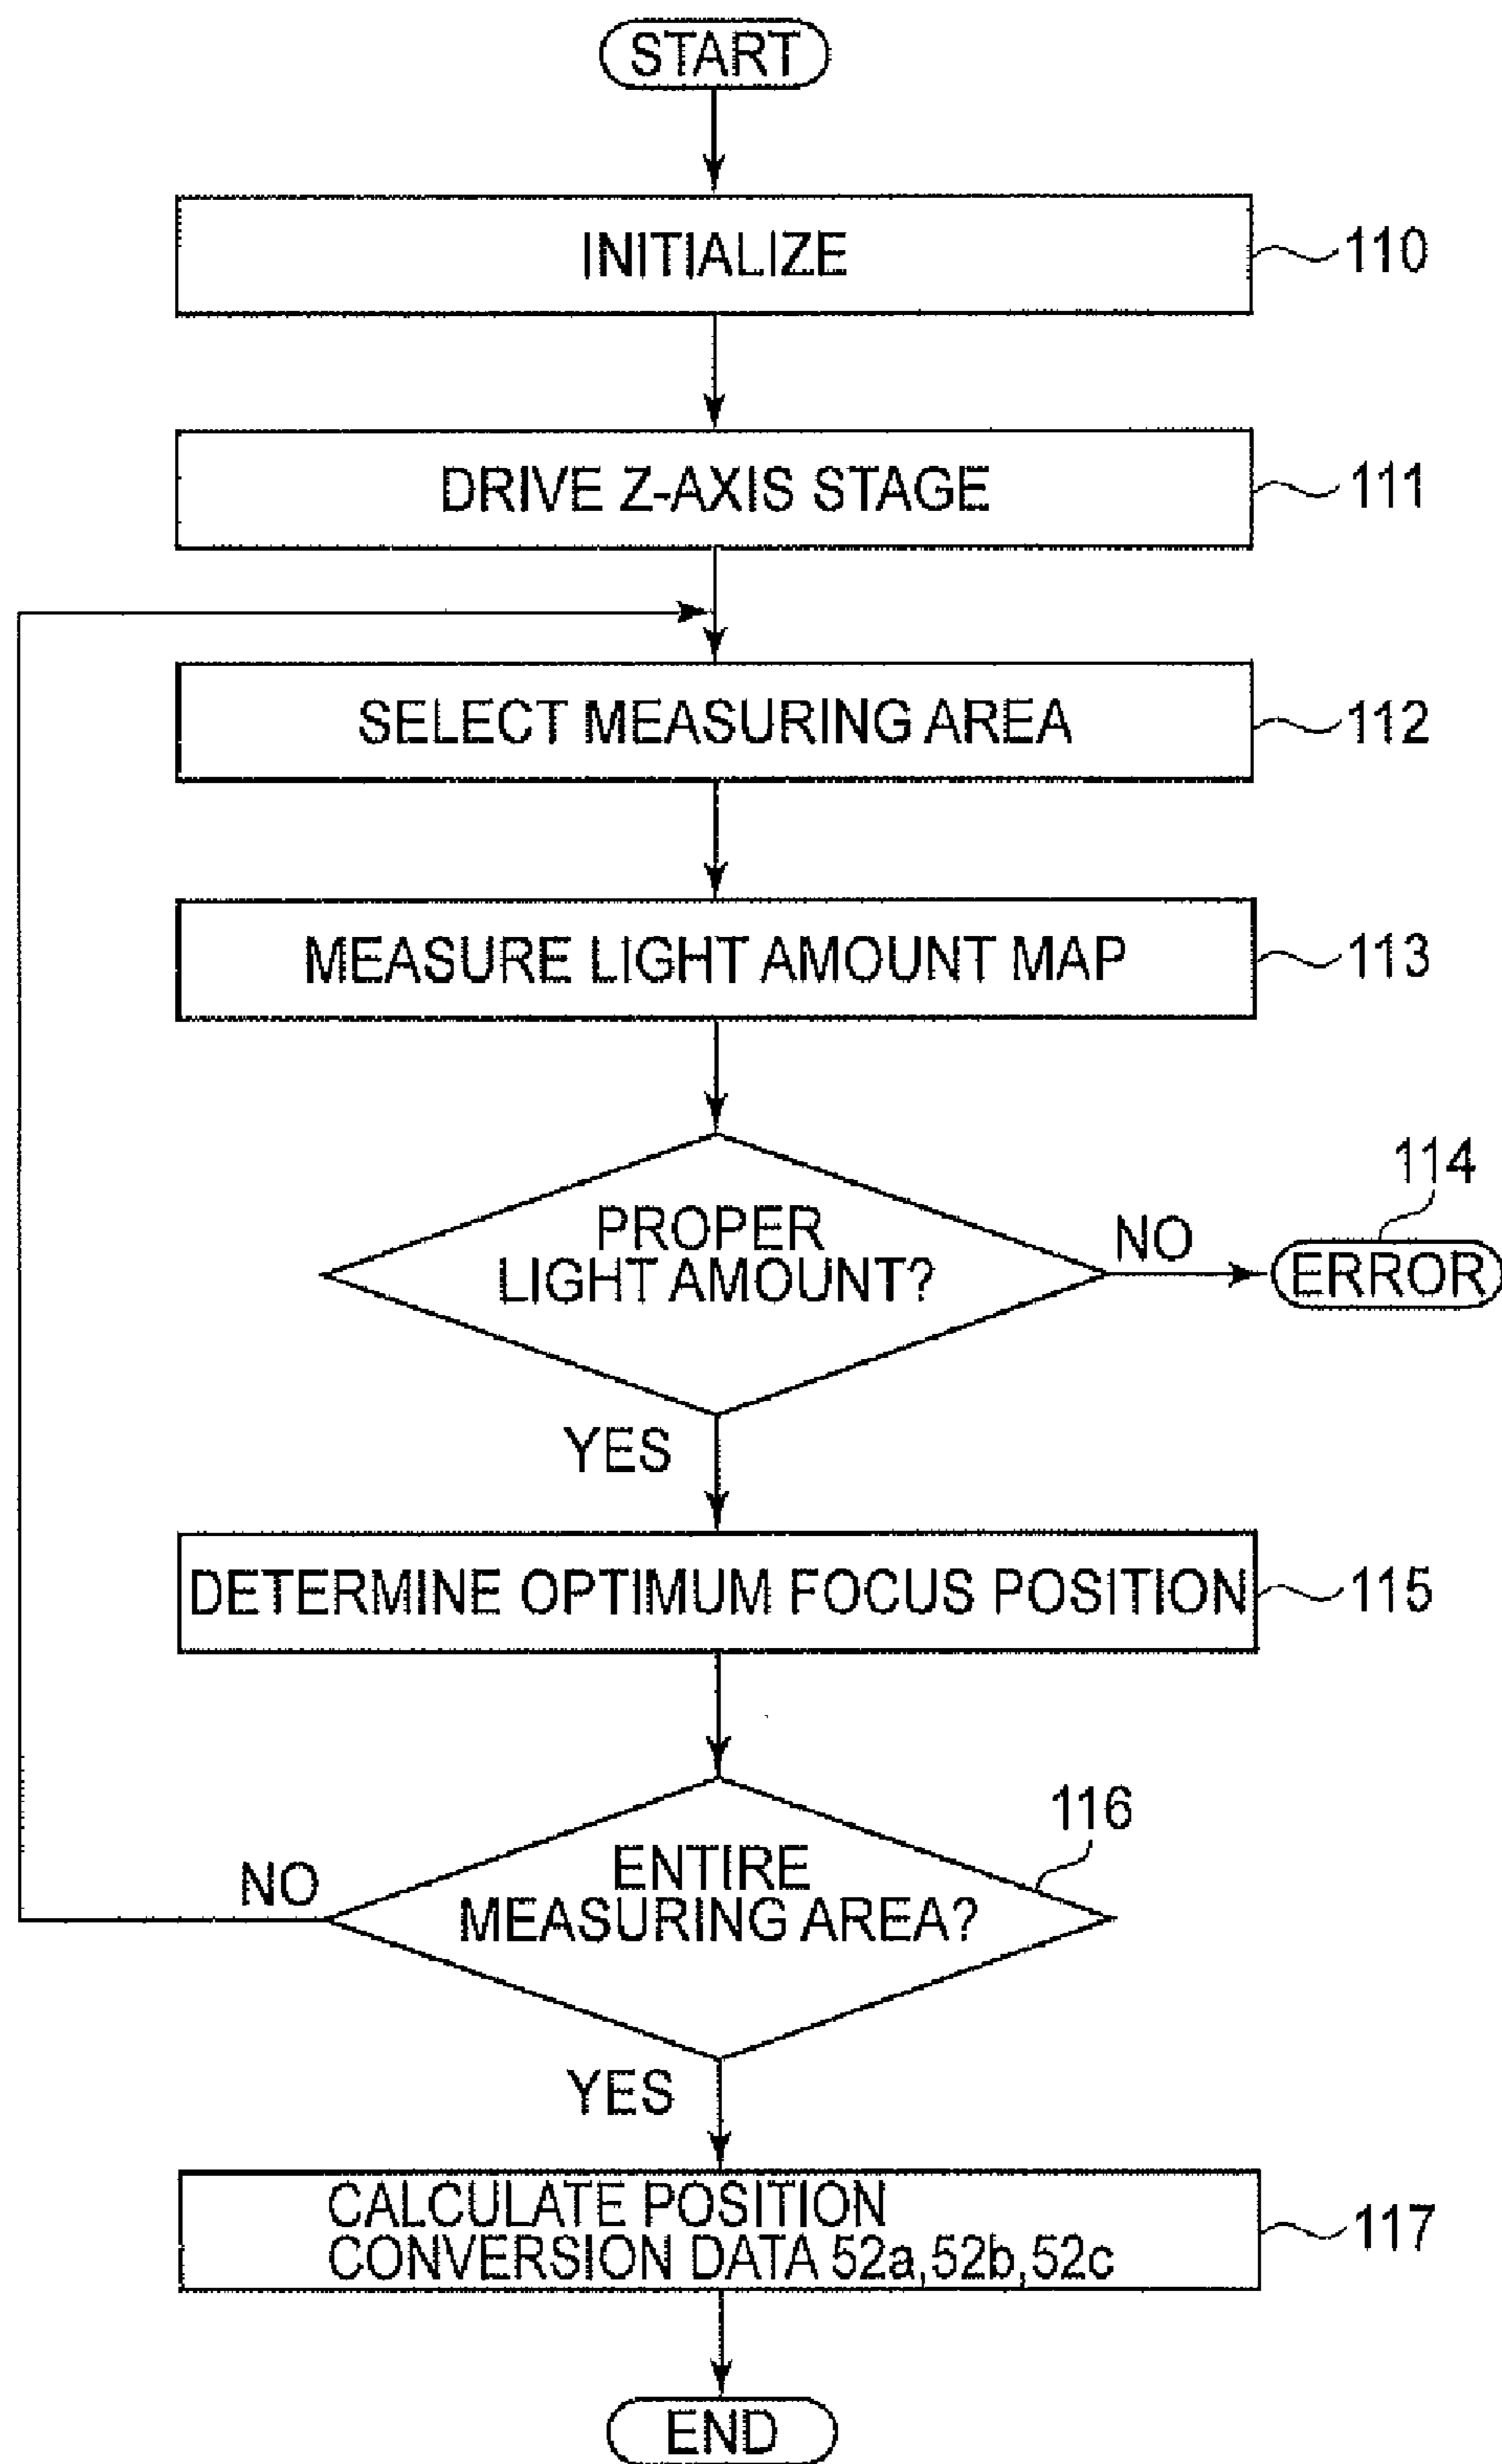 START
INITIALIZE
110
DRIVE Z-AXIS STAGE
111
SELECT MEASURING AREA
112
MEASURE LIGHT AMOUNT MAP
113
PROPER
LIGHT AMOUNT?
NO
114
ERROR
YES
DETERMINE OPTIMUM FOCUS POSITION
115
116
ENTIRE
MEASURING AREA?
NO
YES
CALCULATE POSITION
CONVERSION DATA 52a,52b,52c
117
END